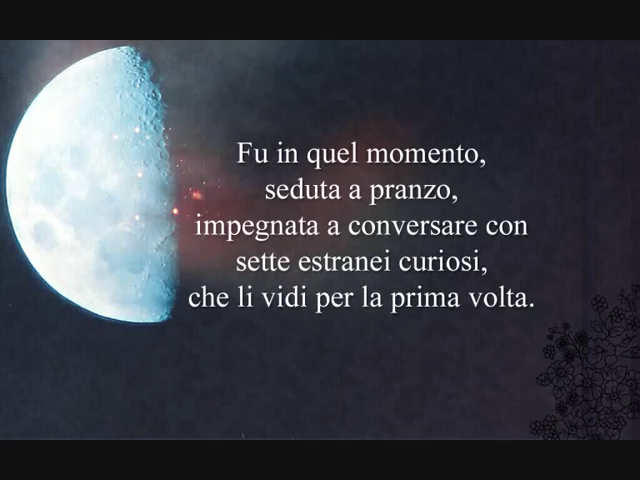 Fu in quel momento,
seduta a pranzo,
impegnata a conversare con
sette estranei curiosi,
che li vidi per la prima volta.